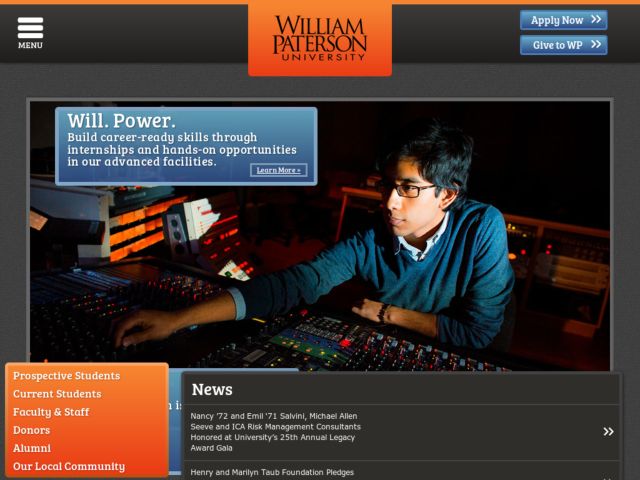 MENU
WILLIAM
PATERSON
UNIVERSITY
Apply Now »
Give to WP »
Will. Power.
Build career-ready skills through
internships and hands-on opportunities
in our advanced facilities.
Learn More »
Prospective Students
Current Students
Faculty & Staff
Donors
Alumni
Our Local Community
News
Nancy '72 and Emil '71 Salvini, Michael Allen
Seeve and ICA Risk Management Consultants
Honored at University's 25th Annual Legacy
Award Gala
»
Henry and Marilyn Taub Foundation Pledges